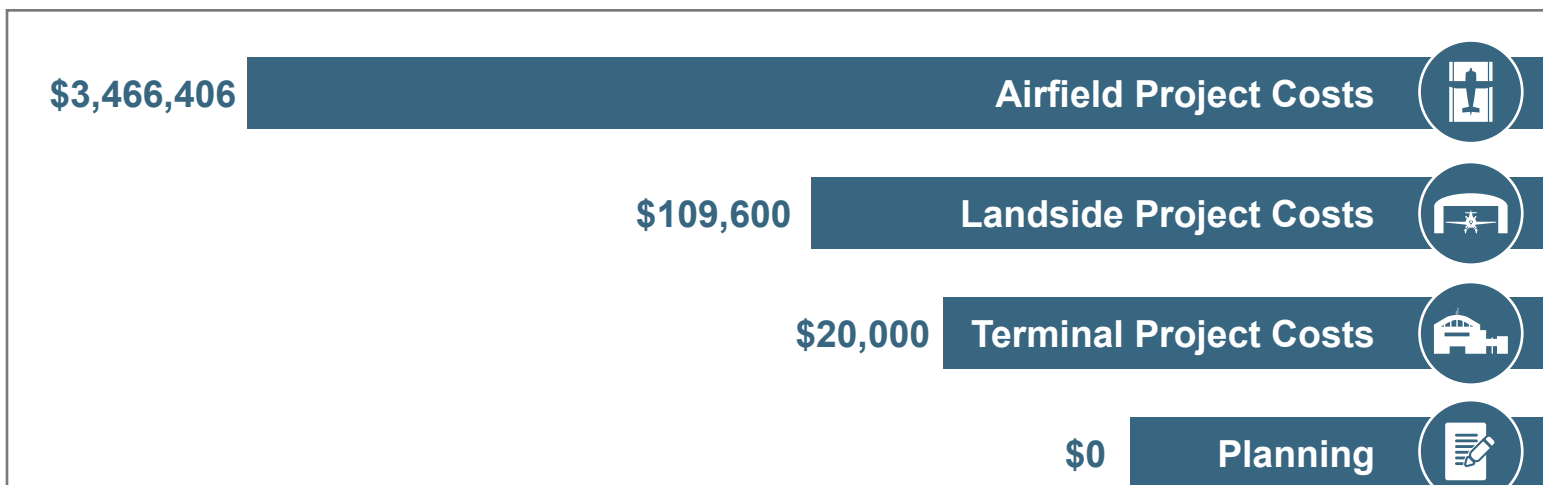 $3,466,406 Airfield Project Costs
$109,600 Landside Project Costs
$20,000 Terminal Project Costs
$0 Planning